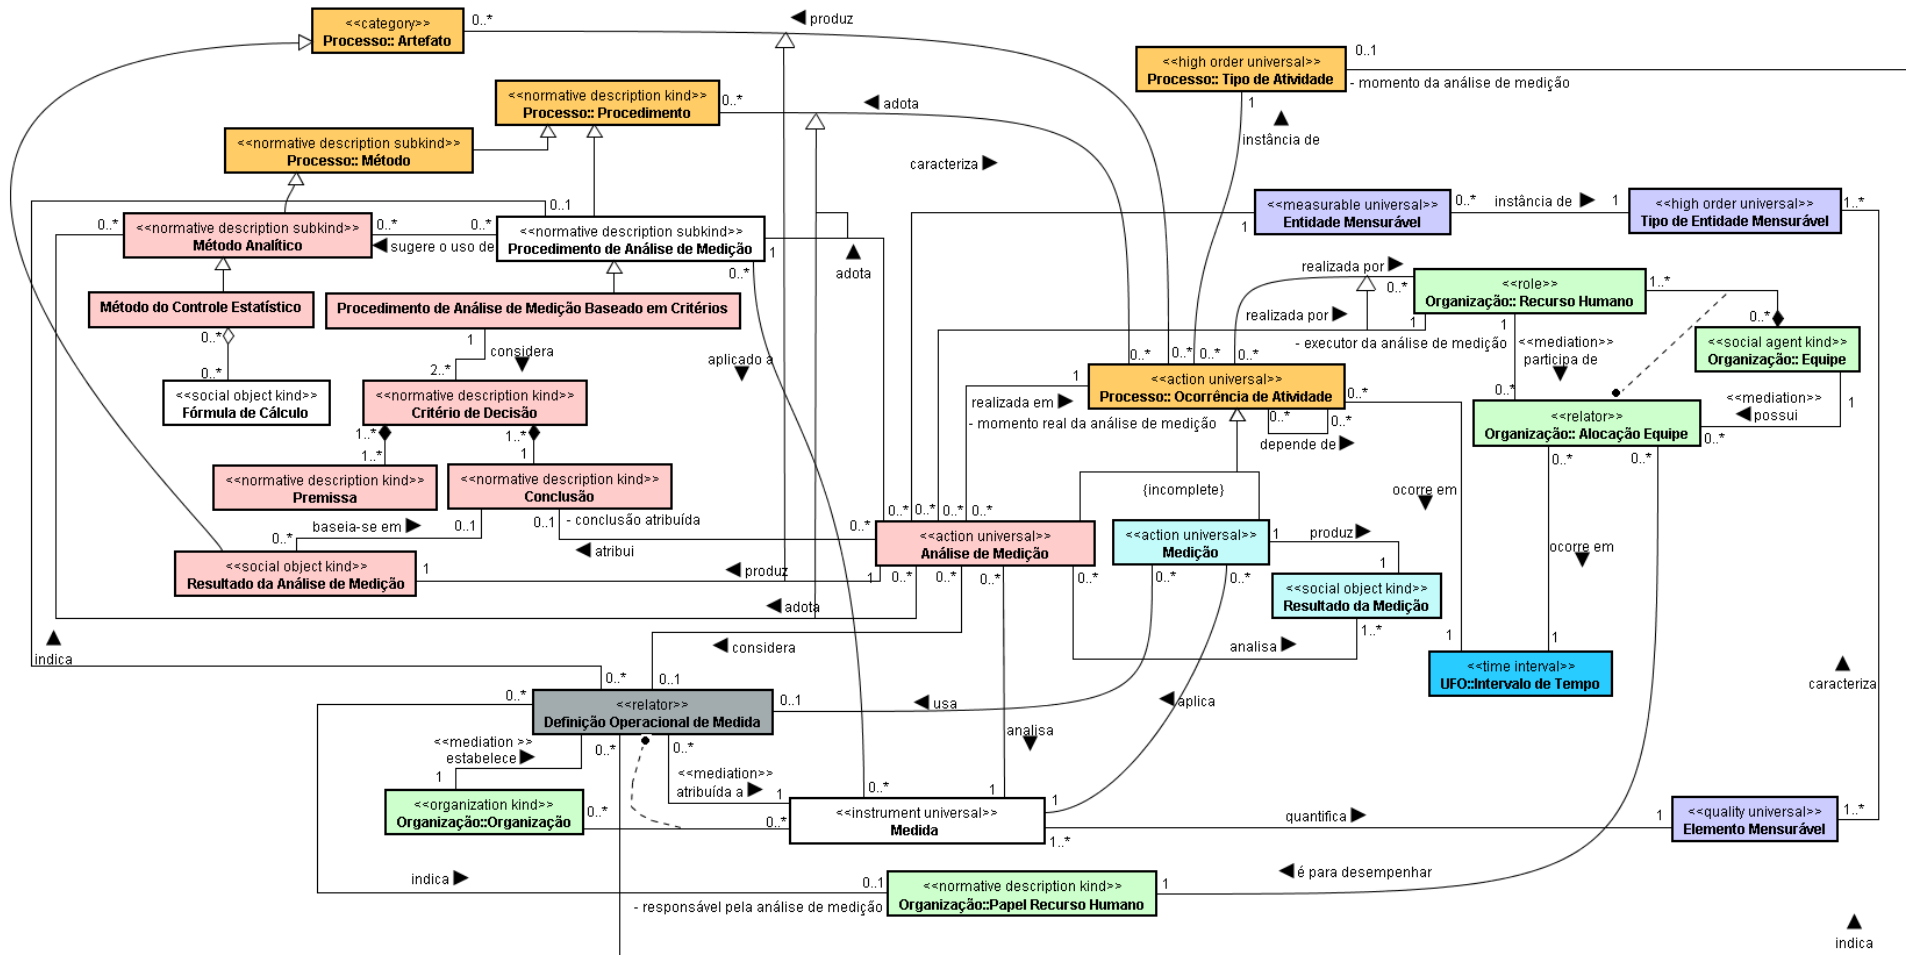 <<category>>
Processo:: Artefato
0..*
produz
<<high order universal>>
Processo:: Tipo de Atividade
0..1
- momento da análise de medição
<<normative description kind>>
Processo:: Procedimento
0..*
adota
1
instância de
<<normative description subkind>>
Processo:: Método
caracteriza
0..1
0..*
<<normative description subkind>>
Método Analítico
0..*
sugere o uso de
0..*
<<normative description subkind>>
Procedimento de Análise de Medição
1
0..*
adota
1
<<measurable universal>>
Entidade Mensurável
0..*
instância de
1
<<high order universal>>
Tipo de Entidade Mensurável
1..*
Método do Controle Estatístico
0..*
0..*
<<social object kind>>
Fórmula de Cálculo
Procedimento de Análise de Medição Baseado em Critérios
1
considera
2..*
aplicado a
realizada por
0..*
<<role>>
Organização:: Recurso Humano
1..*
realizada por
1
- executor da análise de medição
1
<<mediation>>
participa de
0..*
0..*
<<social agent kind>>
Organização:: Equipe
<<mediation>>
possui
1
0..*
0..*
0..*
0..*
0..*
<<action universal>>
Processo:: Ocorrência de Atividade
1
realizada em
- momento real da análise de medição
0..*
0..*
0..*
depende de
<<relator>>
Organização:: Alocação Equipe
0..*
0..*
<<normative description kind>>
Critério de Decisão
1..*
1..*
1..*
1
<<normative description kind>>
Premissa
<<normative description kind>>
Conclusão
baseia-se em
0..1
0..*
0..1
- conclusão atribuída
atribui
{incomplete}
ocorre em
ocorre em
0..*
0..*
0..*
0..*
0..*
<<action universal>>
Análise de Medição
<<action universal>>
Medição
1
produz
1
<<social object kind>>
Resultado da Medição
1..*
<<social object kind>>
Resultado da Análise de Medição
1
produz
1
0..*
0..*
0..*
0..*
0..*
0..*
adota
indica
considera
analisa
1
1
<<time interval>>
UFO::Intervalo de Tempo
caracteriza
0..*
0..*
0..1
<<relator>>
Definição Operacional de Medida
0..1
usa
aplica
analisa
<<mediation >>
estabelece
1
0..*
0..*
<<mediation>>
atribuída a
1
0..*
1
1
<<organization kind>>
Organização::Organização
0..*
0..*
<<instrument universal>>
Medida
1..*
quantifica
1
<<quality universal>>
Elemento Mensurável
1..*
indica
0..1
- responsável pela análise de medição
<<normative description kind>>
Organização::Papel Recurso Humano
1
é para desempenhar
indica